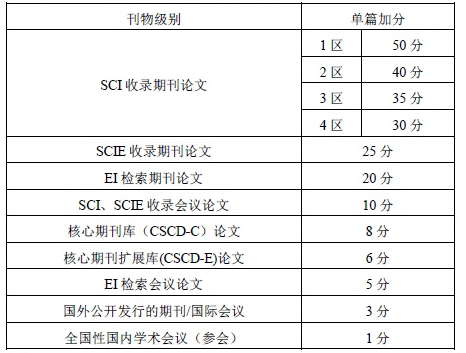 刊物级别 单篇加分
SCI 收录期刊论文
1 区 50 分
2 区 40 分
3 区 35 分
4 区 30 分
SCIE 收录期刊论文 25 分
EI 检索期刊论文 20 分
SCI、SCIE 收录会议论文 10 分
核心期刊库（CSCD-C）论文 8 分
核心期刊扩展库(CSCD-E)论文 6 分
EI 检索会议论文 5 分
国外公开发行的期刊/国际会议 3 分
全国性国内学术会议（参会） 1 分